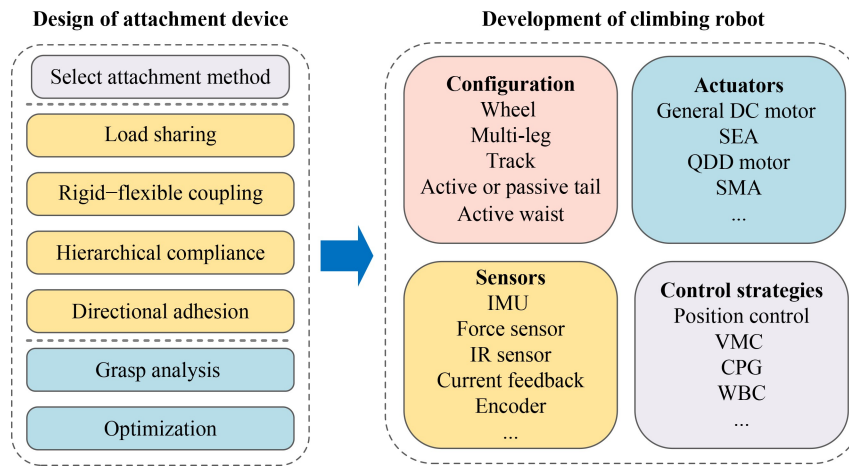 Design of attachment device
Select attachment method
Load sharing
Rigid−flexible coupling
Hierarchical compliance
Directional adhesion
Grasp analysis
Optimization
Development of climbing robot
Configuration
Wheel
Multi-leg
Track
Active or passive tail
Active waist
Actuators
General DC motor
SEA
QDD motor
SMA
...
Sensors
IMU
Force sensor
IR sensor
Current feedback
Encoder
...
Control strategies
Position control
VMC
CPG
WBC
...